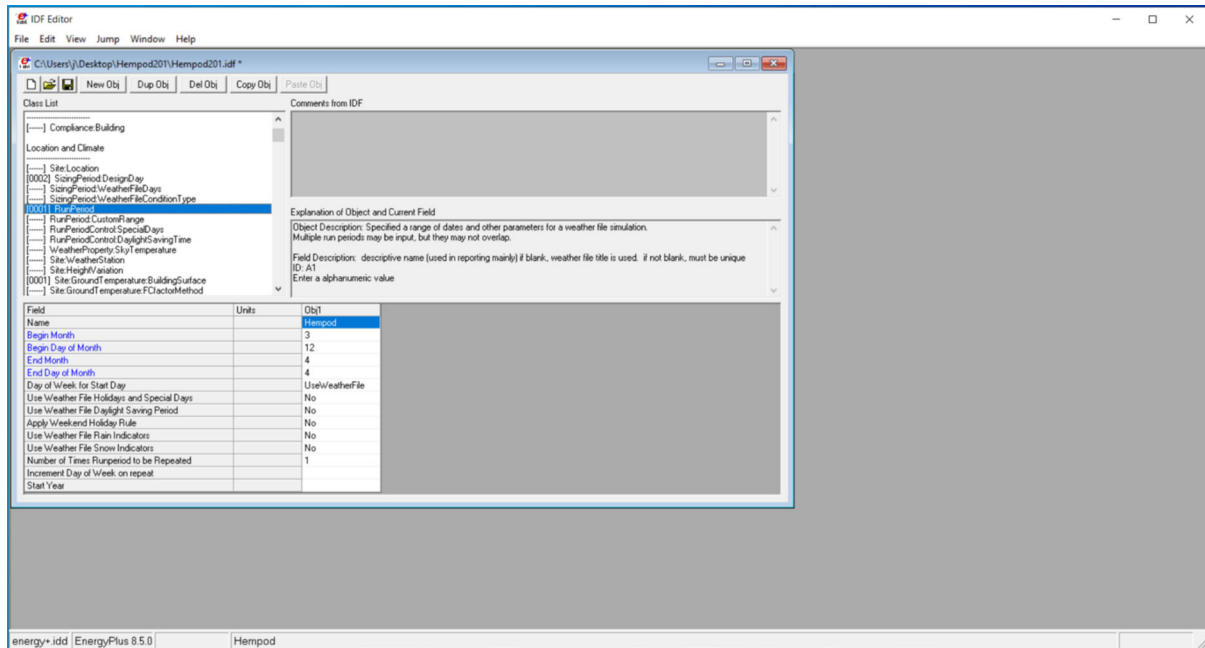 IDF Editor
File Edit View Jump Window Help
C:\Users\j\Desktop\Hempod201\Hempod201.idf *
New Obj Dup Obj Del Obj Copy Obj Paste Obj
Class List
Comments from IDF
[-----] Compliance:Building
Location and Climate
[-----] Site:Location
[0002] SizingPeriod:DesignDay
[-----] SizingPeriod:WeatherFileDays
[-----] SizingPeriod:WeatherFileConditionType
[0001] RunPeriod
[-----] RunPeriod:CustomRange
[-----] RunPeriodControl:SpecialDays
[-----] RunPeriodControl:DaylightSavingTime
[-----] WeatherProperty:SkyTemperature
[-----] Site:WeatherStation
[-----] Site:HeightVariation
[0001] Site:GroundTemperature:BuildingSurface
[-----] Site:GroundTemperature:FCfactorMethod
Explanation of Object and Current Field
Object Description: Specified a range of dates and other parameters for a weather file simulation.
Multiple run periods may be input, but they may not overlap.
Field Description: descriptive name (used in reporting mainly) if blank, weather file title is used. if not blank, must be unique
ID: A1
Enter a alphanumeric value
Field Units Obj1
Name Hempod
Begin Month 3
Begin Day of Month 12
End Month 4
End Day of Month 4
Day of Week for Start Day UseWeatherFile
Use Weather File Holidays and Special Days No
Use Weather File Daylight Saving Period No
Apply Weekend Holiday Rule No
Use Weather File Rain Indicators No
Use Weather File Snow Indicators No
Number of Times Runperiod to be Repeated 1
Increment Day of Week on repeat
Start Year
energy+.idd EnergyPlus 8.5.0 Hempod